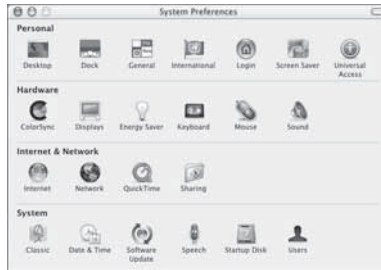 System Preferences
Personal
Desktop Dock General International Login Screen Saver Universal Access
Hardware
ColorSync Displays Energy Saver Keyboard Mouse Sound
Internet & Network
Internet Network QuickTime Sharing
System
Classic Date & Time Software Update Speech Startup Disk Users